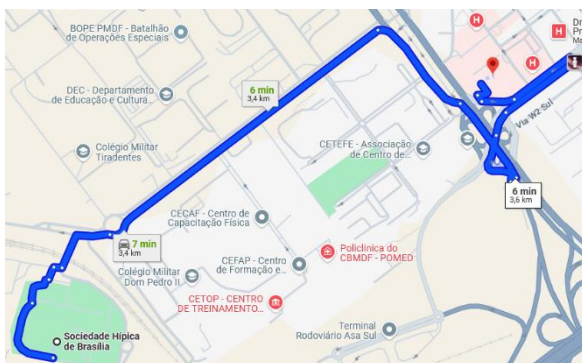 BOPE PMDF - Batalhão
de Operações Especiais
DEC - Departamento
de Educação e Cultura...
Colégio Militar
Tiradentes
6 min
3,4 km
CETEFE - Associação
de Centro de...
Via W2 Sul
H
H
H
6 min
3,6 km
CECAF - Centro de
Capacitação Física
7 min
3,4 km
Colégio Militar
Dom Pedro II
CEFAP - Centro
de Formação e...
Policlínica do
CBMDF - POMED
CETOP - CENTRO
DE TREINAMENTO...
Terminal
Rodoviário Asa Sul
Sociedade Hípica
de Brasília